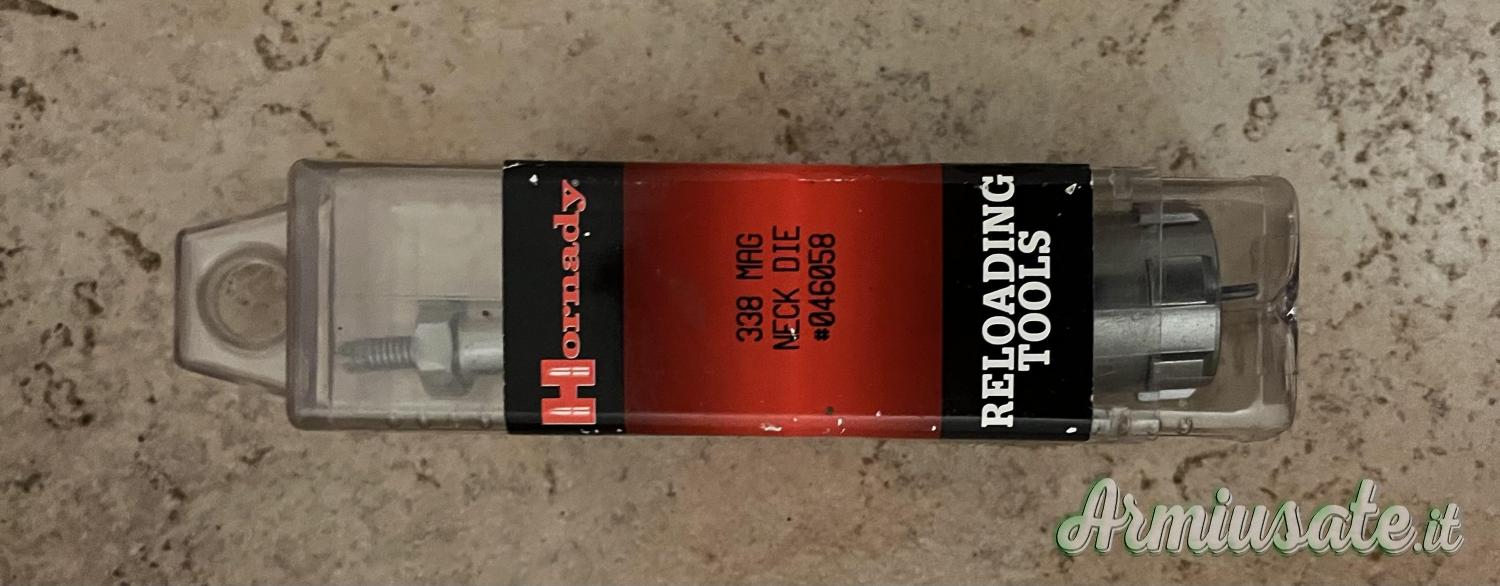 Hornady
338 MAG
NECK DIE
#046058
RELOADING
TOOLS
Armiusate.it